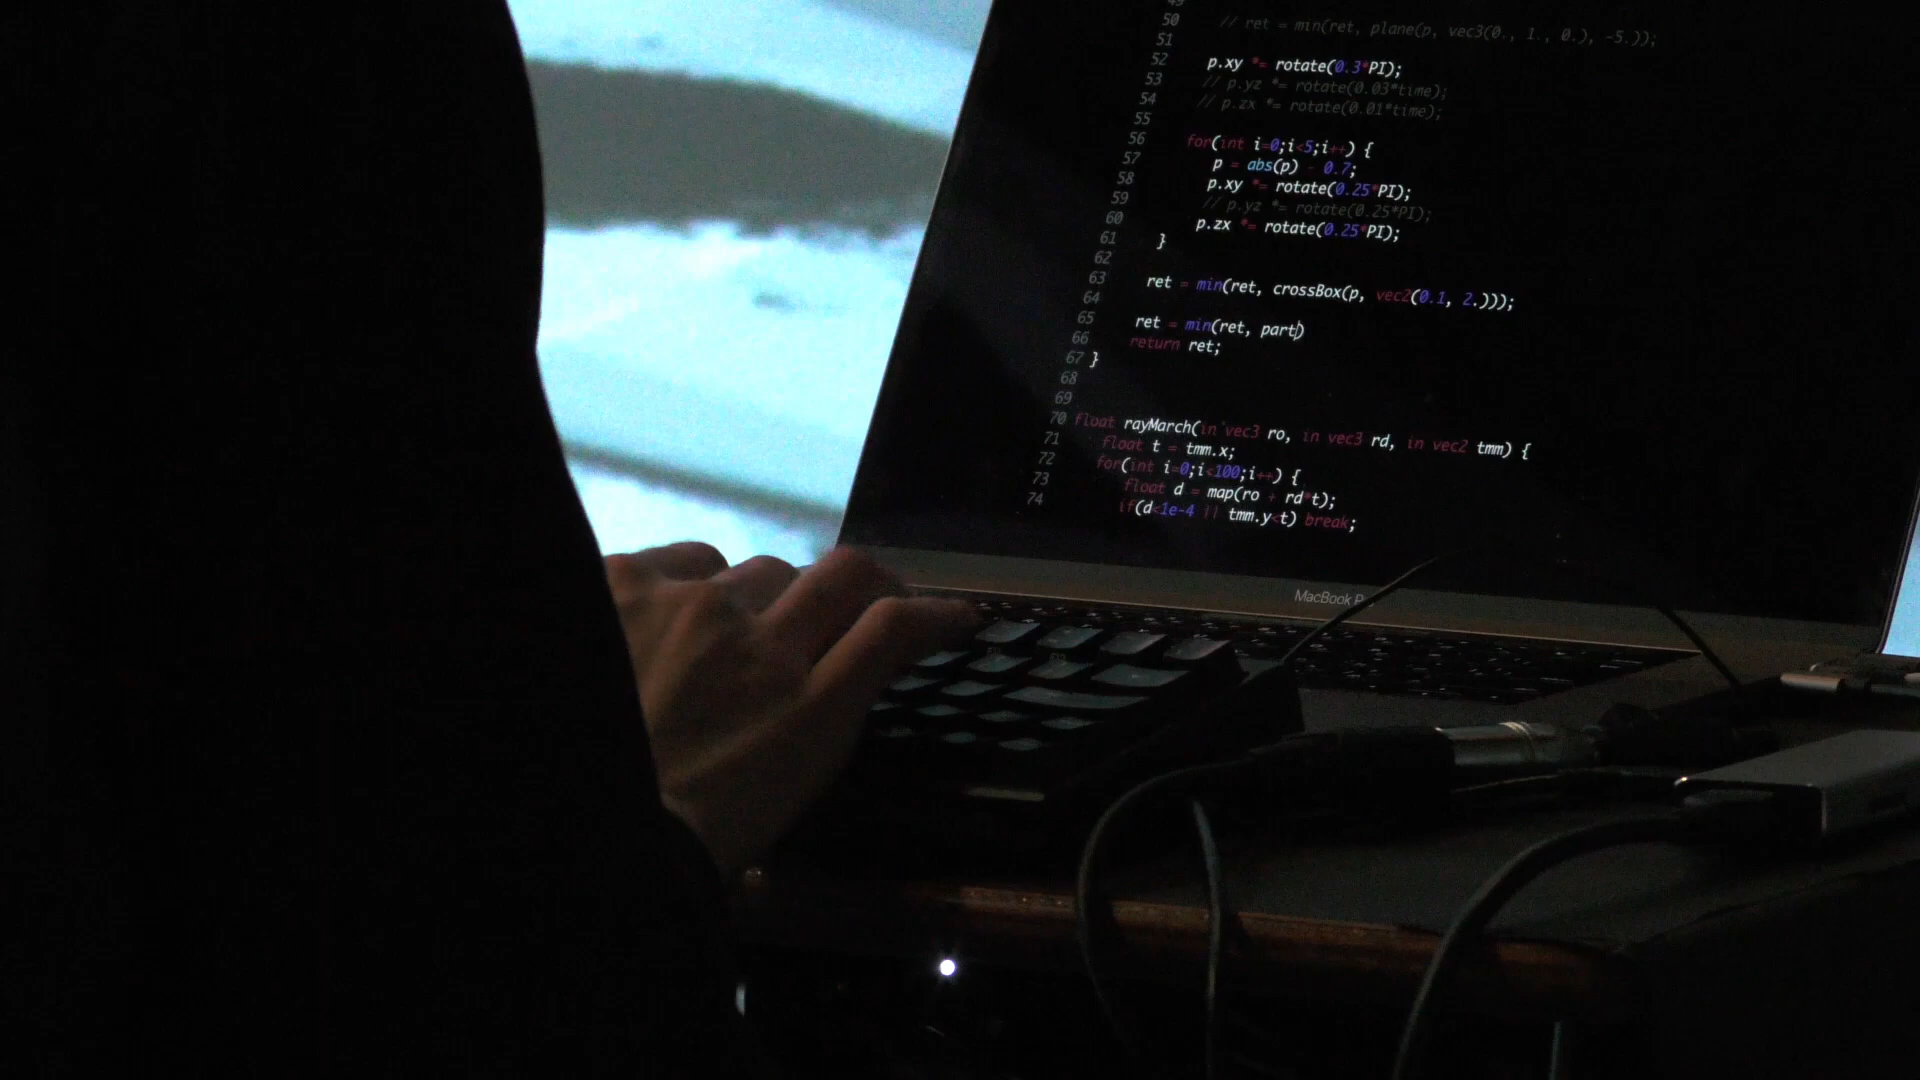 49
50 // ret = min(ret, plane(p, vec3(0., 1., 0.), -5.));
51
52 p.xy *= rotate(0.3*PI);
53 // p.yz *= rotate(0.03*time);
54 // p.zx *= rotate(0.01*time);
55
56 for(int i=0;i<5;i++) {
57 p = abs(p) - 0.7;
58 p.xy *= rotate(0.25*PI);
59 // p.yz *= rotate(0.25*PI);
60 p.zx *= rotate(0.25*PI);
61 }
62
63 ret = min(ret, crossBox(p, vec2(0.1, 2.)));
64
65 ret = min(ret, part)
66 return ret;
67 }
68
69
70 float rayMarch(in vec3 ro, in vec3 rd, in vec2 tmm) {
71 float t = tmm.x;
72 for(int i=0;i<100;i++) {
73 float d = map(ro + rd*t);
74 if(d<1e-4 || tmm.y<t) break;
MacBook P